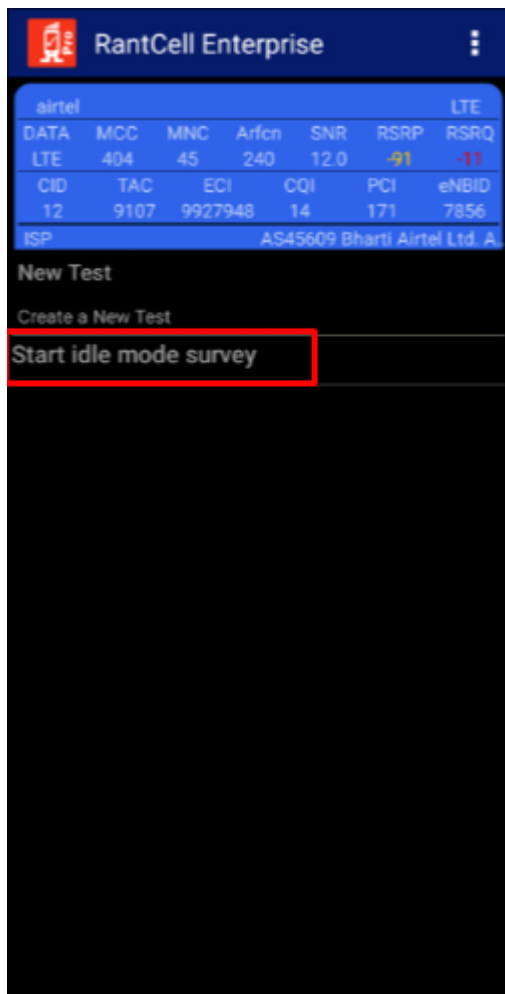 Pro RantCell Enterprise
airtel LTE
DATA MCC MNC Arfcn SNR RSRP RSRQ
LTE 404 45 240 12.0 -91 -11
CID TAC ECI CQI PCI eNBID
12 9107 9927948 14 171 7856
ISP AS45609 Bharti Airtel Ltd. A..
New Test
Create a New Test
Start idle mode survey